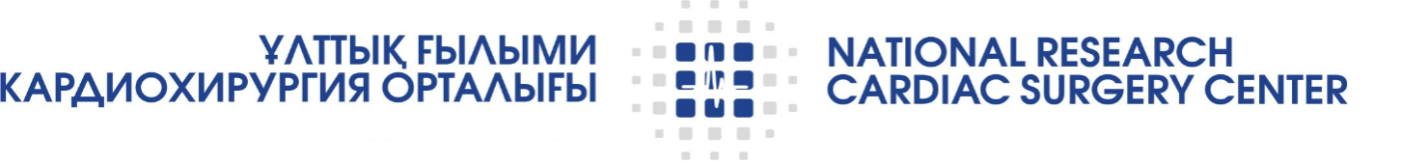 ҰЛТТЫҚ ҒЫЛЫМИ
КАРДИОХИРУРГИЯ ОРТАЛЫҒЫ
NATIONAL RESEARCH
CARDIAC SURGERY CENTER